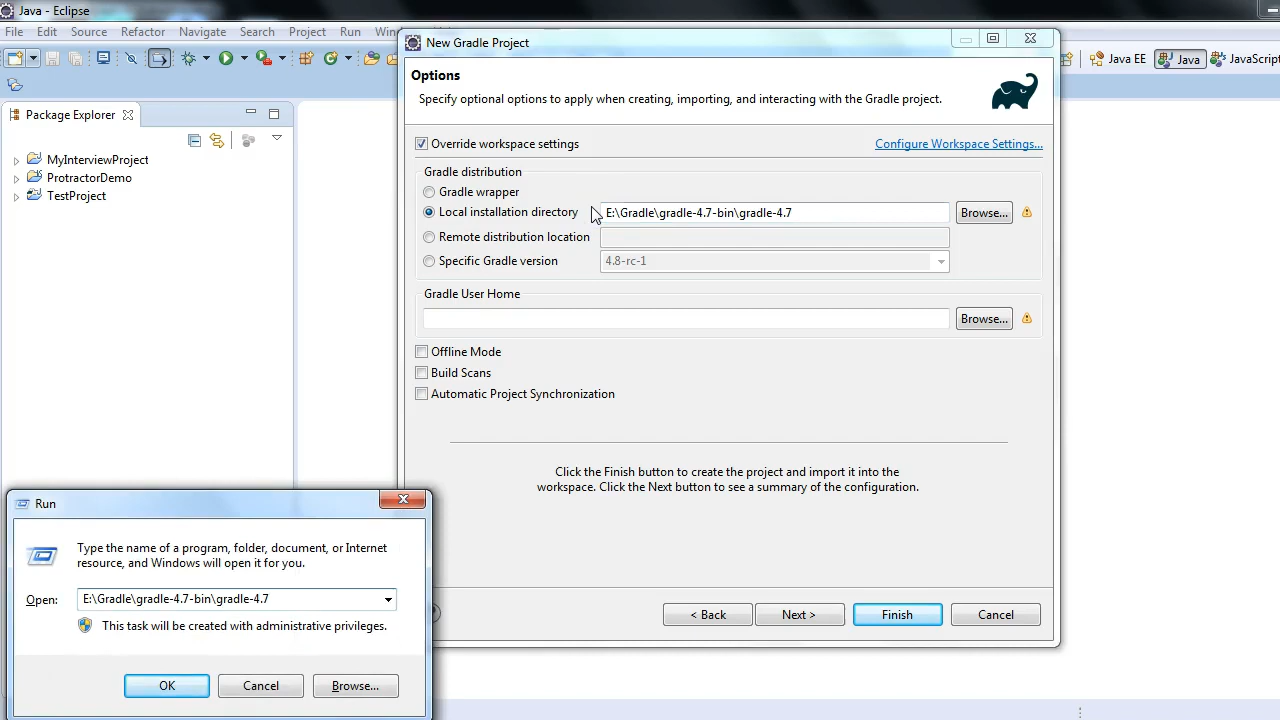 Java - Eclipse
File Edit Source Refactor Navigate Search Project Run
Java EE Java JavaScript
Package Explorer
MyInterviewProject
ProtractorDemo
TestProject
New Gradle Project
Options
Specify optional options to apply when creating, importing, and interacting with the Gradle project.
Override workspace settings Configure Workspace Settings...
Gradle distribution
Gradle wrapper
Local installation directory E:\Gradle\gradle-4.7-bin\gradle-4.7 Browse...
Remote distribution location
Specific Gradle version 4.8-rc-1
Gradle User Home
Browse...
Offline Mode
Build Scans
Automatic Project Synchronization
Click the Finish button to create the project and import it into the
workspace. Click the Next button to see a summary of the configuration.
< Back Next > Finish Cancel
Run
Type the name of a program, folder, document, or Internet
resource, and Windows will open it for you.
Open: E:\Gradle\gradle-4.7-bin\gradle-4.7
This task will be created with administrative privileges.
OK Cancel Browse...